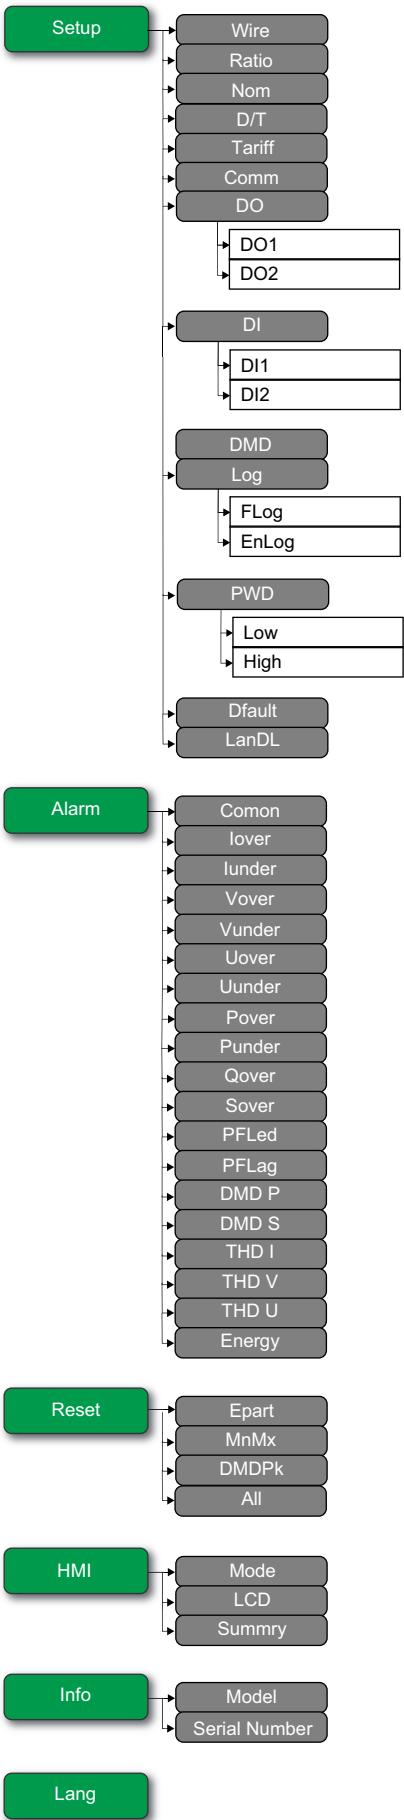 Setup
Wire
Ratio
Nom
D/T
Tariff
Comm
DO
DO1
DO2
DI
DI1
DI2
DMD
Log
FLog
EnLog
PWD
Low
High
Dfault
LanDL
Alarm
Comon
Iover
Iunder
Vover
Vunder
Uover
Uunder
Pover
Punder
Qover
Sover
PFLed
PFLag
DMD P
DMD S
THD I
THD V
THD U
Energy
Reset
Epart
MnMx
DMDPk
All
HMI
Mode
LCD
Summry
Info
Model
Serial Number
Lang